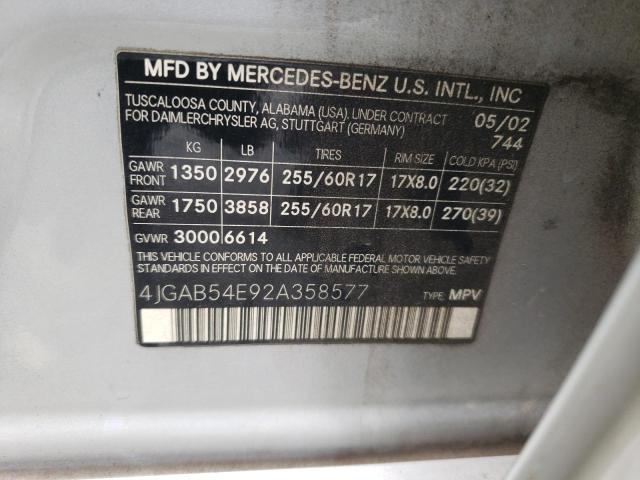 MFD BY MERCEDES-BENZ U.S. INTL., INC
TUSCALOOSA COUNTY, ALABAMA (USA). UNDER CONTRACT 05/02
FOR DAIMLERCHRYSLER AG, STUTTGART (GERMANY) 744
KG LB TIRES RIM SIZE COLD KPA (PSI)
GAWR FRONT 1350 2976 255/60R17 17X8.0 220(32)
GAWR REAR 1750 3858 255/60R17 17X8.0 270(39)
GVWR 3000 6614
THIS VEHICLE CONFORMS TO ALL APPLICABLE FEDERAL MOTOR VEHICLE SAFETY
STANDARDS IN EFFECT ON THE DATE OF MANUFACTURE SHOWN ABOVE
4JGAB54E92A358577 TYPE: MPV